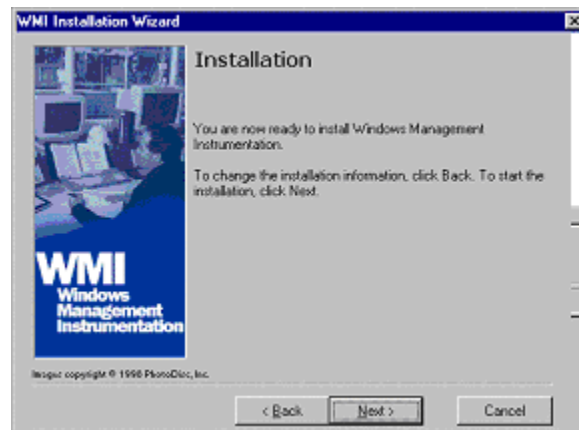 WMI Installation Wizard
Installation
You are now ready to install Windows Management
Instrumentation.
To change the installation information, click Back. To start the
installation, click Next.
WMI
Windows
Management
Instrumentation
Images copyright © 1998 PhotoDisc, Inc.
< Back
Next >
Cancel